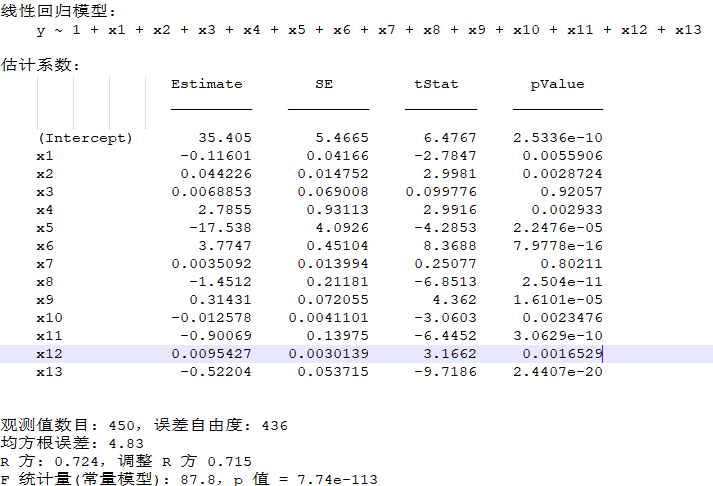 线性回归模型：
y ~ 1 + x1 + x2 + x3 + x4 + x5 + x6 + x7 + x8 + x9 + x10 + x11 + x12 + x13
估计系数：
Estimate SE tStat pValue
(Intercept) 35.405 5.4665 6.4767 2.5336e-10
x1 -0.11601 0.04166 -2.7847 0.0055906
x2 0.044226 0.014752 2.9981 0.0028724
x3 0.0068853 0.069008 0.099776 0.92057
x4 2.7855 0.93113 2.9916 0.002933
x5 -17.538 4.0926 -4.2853 2.2476e-05
x6 3.7747 0.45104 8.3688 7.9778e-16
x7 0.0035092 0.013994 0.25077 0.80211
x8 -1.4512 0.21181 -6.8513 2.504e-11
x9 0.31431 0.072055 4.362 1.6101e-05
x10 -0.012578 0.0041101 -3.0603 0.0023476
x11 -0.90069 0.13975 -6.4452 3.0629e-10
x12 0.0095427 0.0030139 3.1662 0.0016529
x13 -0.52204 0.053715 -9.7186 2.4407e-20
观测值数目：450，误差自由度：436
均方根误差：4.83
R 方：0.724，调整 R 方 0.715
F 统计量(常量模型)：87.8，p 值 = 7.74e-113